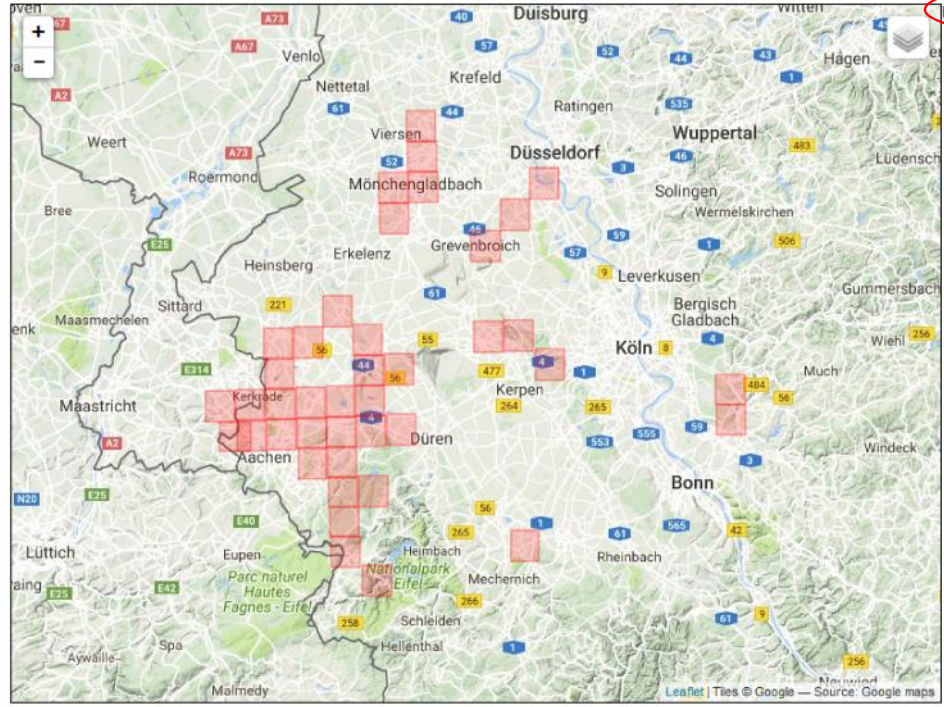 Duisburg
Witten
A73
40
57
52
44
43
Hagen
A67
Venlo
Krefeld
1
Nettetal
61
44
Ratingen
535
A2
Weert
Viersen
Wuppertal
483
A73
52
Düsseldorf
3
46
Lüdensch
Roermond
Mönchengladbach
Solingen
Bree
Wermelskirchen
E25
46
59
1
506
Grevenbroich
Erkelenz
57
Heinsberg
9
Leverkusen
61
Gummersbach
Sittard
221
Bergisch
Gladbach
Maasmechelen
enk
55
Köln
8
4
Wiehl
256
56
E314
44
4
477
1
Much
56
Kerpen
484
56
Kerkrade
264
265
Maastricht
4
59
A2
Düren
553
555
Windeck
Aachen
3
Bonn
N20
E25
56
E40
1
565
42
265
61
Lüttich
Eupen
Heimbach
Rheinbach
Parc naturel
Hautes
Fagnes - Eifel
Nationalpark
Eifel
Mechernich
aing
E25
E42
266
9
61
258
Schleiden
Spa
Hellenthal
1
Aywaille
256
Neuwied
Malmedy
Leaflet | Tiles © Google — Source: Google maps